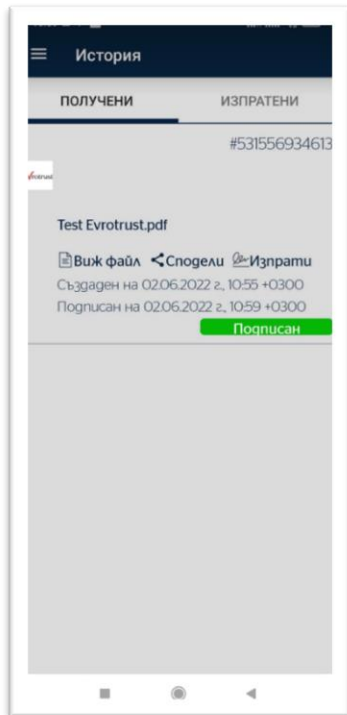 История
ПОЛУЧЕНИ ИЗПРАТЕНИ
#531556934613
Test Evrotrust.pdf
Виж файл Сподели Изпрати
Създаден на 02.06.2022 г., 10:55 +0300
Подписан на 02.06.2022 г., 10:59 +0300
Подписан